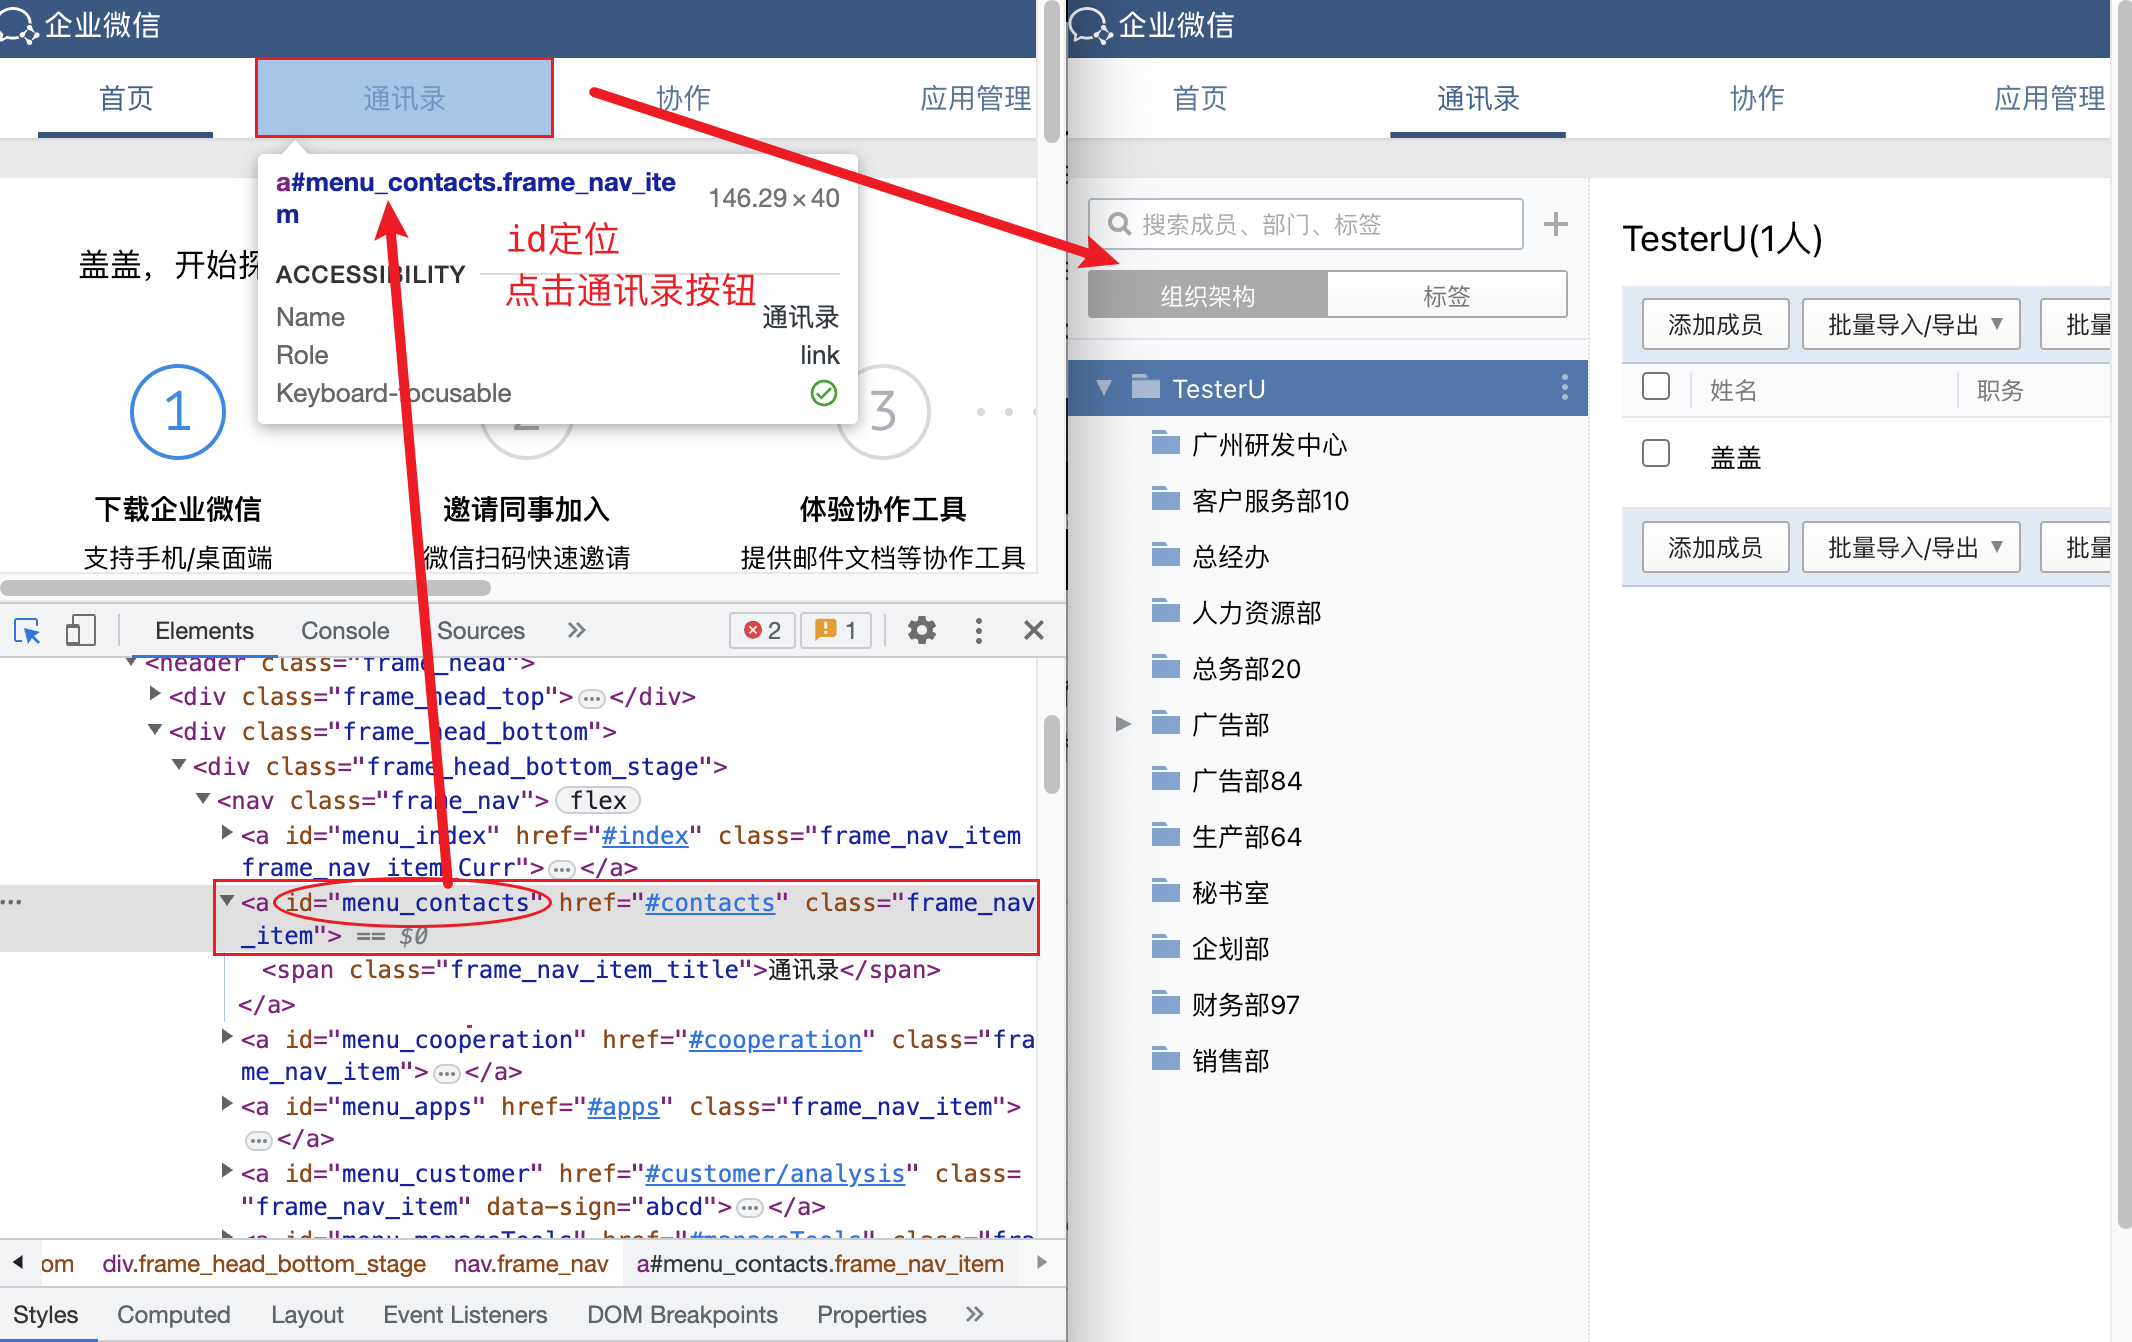 企业微信
首页
通讯录
协作
应用管理
a#menu_contacts.frame_nav_ite
m
146.29 × 40
id定位
点击通讯录按钮
盖盖，开始探
ACCESSIBILITY
Name
通讯录
Role
link
Keyboard-focusable
1
2
3
下载企业微信
邀请同事加入
体验协作工具
支持手机/桌面端
微信扫码快速邀请
提供邮件文档等协作工具
Elements
Console
Sources
2
1
<header class="frame_head">
<div class="frame_head_top">…</div>
<div class="frame_head_bottom">
<div class="frame_head_bottom_stage">
<nav class="frame_nav"> flex
<a id="menu_index" href="#index" class="frame_nav_item
frame_nav_item_Curr">…</a>
<a id="menu_contacts" href="#contacts" class="frame_nav
_item"> == $0
<span class="frame_nav_item_title">通讯录</span>
</a>
<a id="menu_cooperation" href="#cooperation" class="fra
me_nav_item">…</a>
<a id="menu_apps" href="#apps" class="frame_nav_item">
…</a>
<a id="menu_customer" href="#customer/analysis" class=
"frame_nav_item" data-sign="abcd">…</a>
<a id="menu_manageTools" href="#manageTools" class="fra
om
div.frame_head_bottom_stage
nav.frame_nav
a#menu_contacts.frame_nav_item
Styles
Computed
Layout
Event Listeners
DOM Breakpoints
Properties
企业微信
首页
通讯录
协作
应用管理
搜索成员、部门、标签
组织架构
标签
TesterU
广州研发中心
客户服务部10
总经办
人力资源部
总务部20
广告部
广告部84
生产部64
秘书室
企划部
财务部97
销售部
TesterU(1人)
添加成员
批量导入/导出
批量
姓名
职务
盖盖
添加成员
批量导入/导出
批量